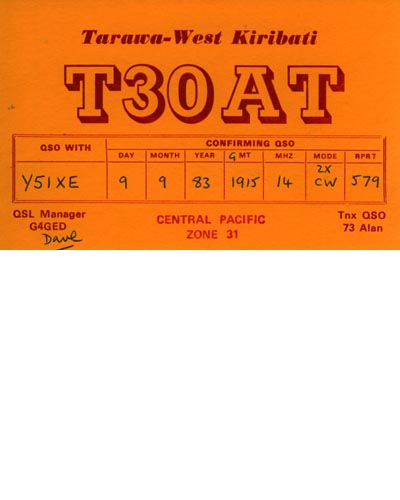 Tarawa-West Kiribati
T30AT
QSO WITH CONFIRMING QSO
DAY MONTH YEAR GMT MHZ MODE RPRT
Y51XE 9 9 83 1915 14 2X CW 579
QSL Manager CENTRAL PACIFIC Tnx QSO
G4GED ZONE 31 73 Alan
Dave